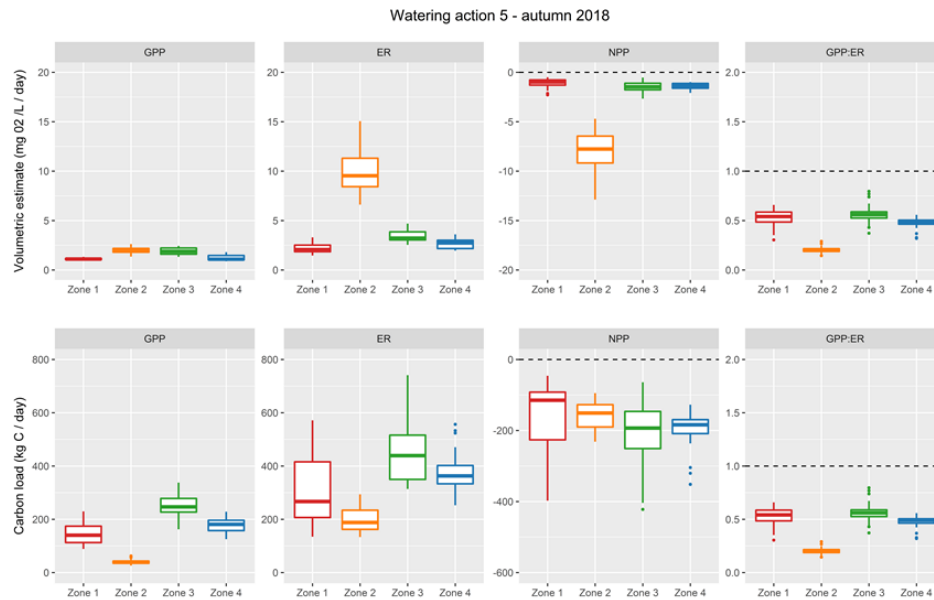 Watering action 5 - autumn 2018
GPP ER NPP GPP:ER
Volumetric estimate (mg 02 /L / day)
20 20 0 2.0
15 15 -5 1.5
10 10 -10 1.0
5 5 -15 0.5
0 0 -20 0.0
Zone 1 Zone 2 Zone 3 Zone 4 Zone 1 Zone 2 Zone 3 Zone 4 Zone 1 Zone 2 Zone 3 Zone 4 Zone 1 Zone 2 Zone 3 Zone 4
GPP ER NPP GPP:ER
Carbon load (kg C / day)
800 800 0 2.0
600 600 -200 1.5
400 400 -400 1.0
200 200 -600 0.5
0 0 0.0
Zone 1 Zone 2 Zone 3 Zone 4 Zone 1 Zone 2 Zone 3 Zone 4 Zone 1 Zone 2 Zone 3 Zone 4 Zone 1 Zone 2 Zone 3 Zone 4